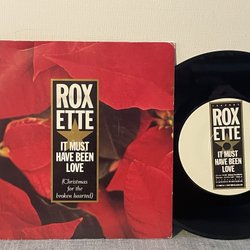 ROX
ETTE
IT MUST
HAVE BEEN
LOVE
(Christmas
for the
broken hearted)
ROX
ETTE
IT MUST
HAVE BEEN
LOVE